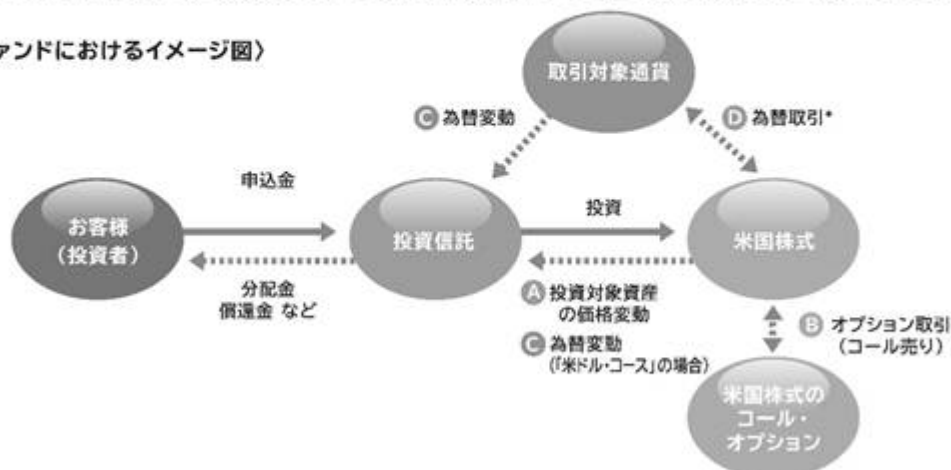 ァンドにおけるイメージ図〉
取引対象通貨
C 為替変動
D 為替取引*
申込金
投資
お客様
（投資者）
投資信託
米国株式
分配金
償還金 など
A 投資対象資産
の価格変動
C 為替変動
（「米ドル・コース」の場合）
B オプション取引
（コール売り）
米国株式の
コール・
オプション